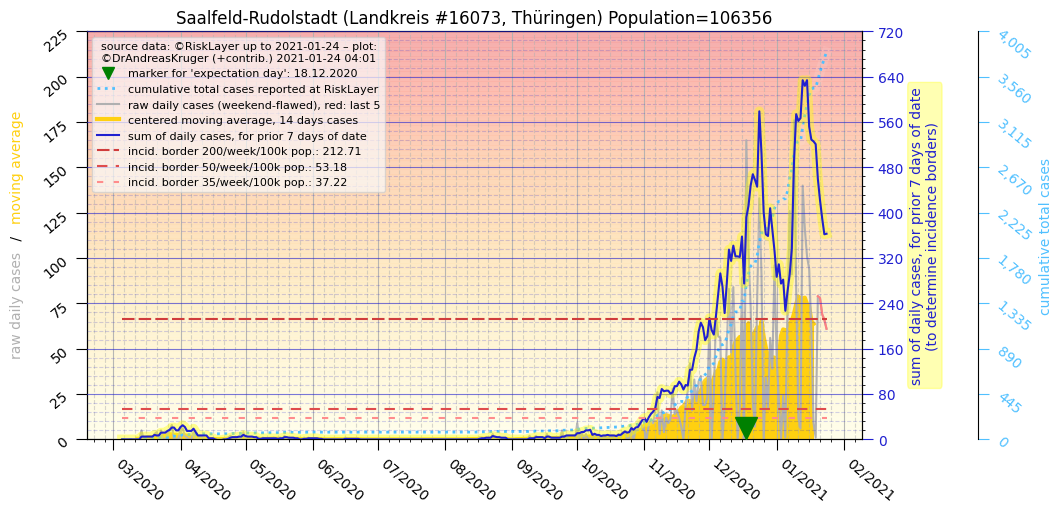 Saalfeld-Rudolstadt (Landkreis #16073, Thüringen) Population=106356
source data: ©RiskLayer up to 2021-01-24 – plot:
©DrAndreasKruger (+contrib.) 2021-01-24 04:01
marker for 'expectation day': 18.12.2020
cumulative total cases reported at RiskLayer
raw daily cases (weekend-flawed), red: last 5
centered moving average, 14 days cases
sum of daily cases, for prior 7 days of date
incid. border 200/week/100k pop.: 212.71
incid. border 50/week/100k pop.: 53.18
incid. border 35/week/100k pop.: 37.22
raw daily cases / moving average
225
200
175
150
125
100
75
50
25
0
03/2020
04/2020
05/2020
06/2020
07/2020
08/2020
09/2020
10/2020
11/2020
12/2020
01/2021
02/2021
720
640
560
480
400
320
240
160
80
0
sum of daily cases, for prior 7 days of date
(to determine incidence borders)
4,005
3,560
3,115
2,670
2,225
1,780
1,335
890
445
0
cumulative total cases